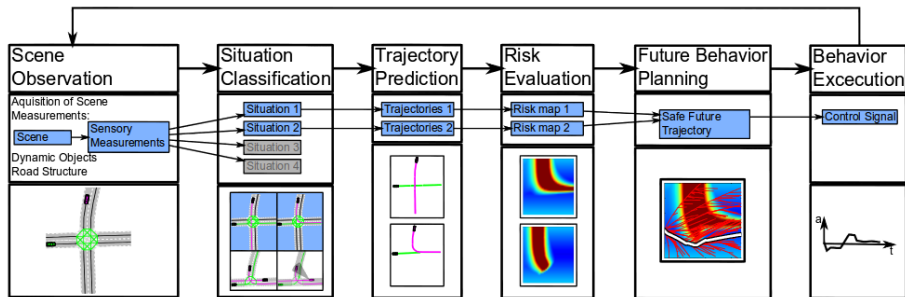 Scene
Observation
Situation
Classification
Trajectory
Prediction
Risk
Evaluation
Future Behavior
Planning
Behavior
Excecution
Aquisition of Scene
Measurements:
Scene
Sensory
Measurements
Dynamic Objects
Road Structure
Situation 1
Situation 2
Situation 3
Situation 4
Trajectories 1
Trajectories 2
Risk map 1
Risk map 2
Safe Future
Trajectory
Control Signal
a
t